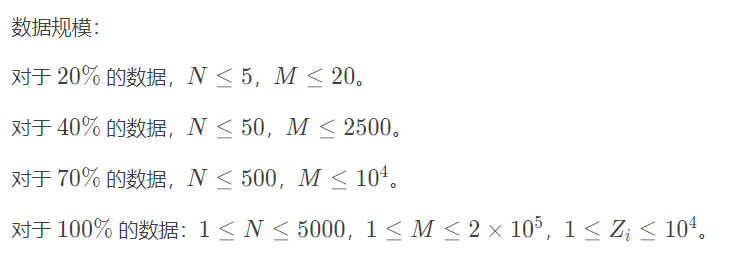 数据规模：
对于 20% 的数据，N ≤ 5，M ≤ 20。
对于 40% 的数据，N ≤ 50，M ≤ 2500。
对于 70% 的数据，N ≤ 500，M ≤ 10⁴。
对于 100% 的数据：1 ≤ N ≤ 5000，1 ≤ M ≤ 2 × 10⁵，1 ≤ Zᵢ ≤ 10⁴。